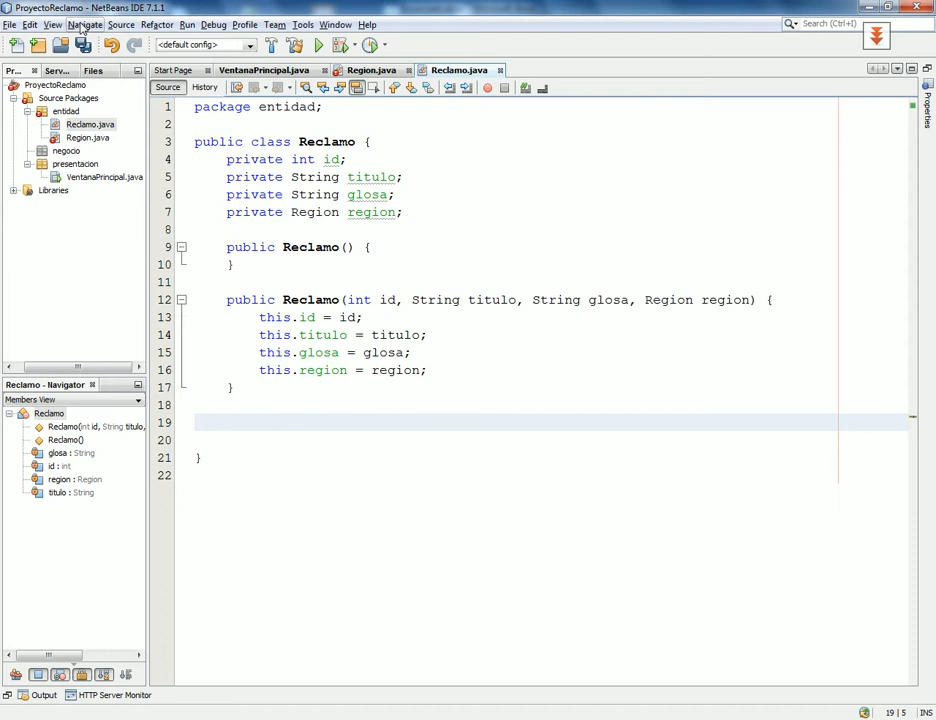 ProyectoReclamo - NetBeans IDE 7.1.1
File Edit View Navigate Source Refactor Run Debug Profile Team Tools Window Help
Search (Ctrl+I)
<default config>
Pr... Serv... Files
Start Page VentanaPrincipal.java Region.java Reclamo.java
Source History
ProyectoReclamo
Source Packages
entidad
Reclamo.java
Region.java
negocio
presentacion
VentanaPrincipal.java
Libraries
Reclamo - Navigator
Members View
Reclamo
Reclamo(int id, String titulo,
Reclamo()
glosa : String
id : int
region : Region
titulo : String
1 package entidad;
2
3 public class Reclamo {
4 private int id;
5 private String titulo;
6 private String glosa;
7 private Region region;
8
9 public Reclamo() {
10 }
11
12 public Reclamo(int id, String titulo, String glosa, Region region) {
13 this.id = id;
14 this.titulo = titulo;
15 this.glosa = glosa;
16 this.region = region;
17 }
18
19
20
21 }
22
Properties
Output HTTP Server Monitor
19 | 5 INS